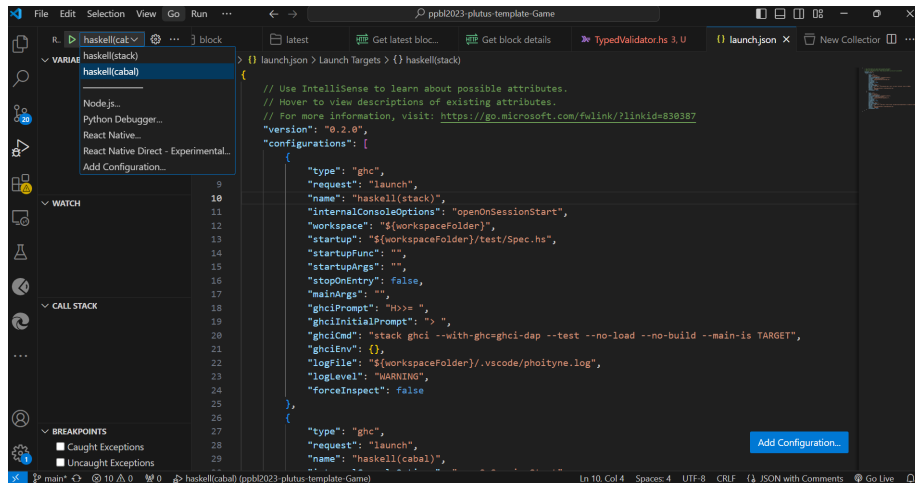 File Edit Selection View Go Run ··· ppbl2023-plutus-template-Game
R. haskell(cat block latest Get latest bloc... Get block details TypedValidator.hs 3, U {} launch.json New Collection ···
haskell(stack)
haskell(cabal)
Node.js...
Python Debugger...
React Native...
React Native Direct - Experimental...
Add Configuration...
VARIAE
WATCH
CALL STACK
BREAKPOINTS
Caught Exceptions
Uncaught Exceptions
20
1
> {} launch.json > Launch Targets > {} haskell(stack)
{
// Use IntelliSense to learn about possible attributes.
// Hover to view descriptions of existing attributes.
// For more information, visit: https://go.microsoft.com/fwlink/?linkid=830387
"version": "0.2.0",
"configurations": [
{
"type": "ghc",
9 "request": "launch",
10 "name": "haskell(stack)",
11 "internalConsoleOptions": "openOnSessionStart",
12 "workspace": "${workspaceFolder}",
13 "startup": "${workspaceFolder}/test/Spec.hs",
14 "startupFunc": "",
15 "startupArgs": "",
16 "stopOnEntry": false,
17 "mainArgs": "",
18 "ghciPrompt": "H>>= ",
19 "ghciInitialPrompt": "> ",
20 "ghciCmd": "stack ghci --with-ghc=ghci-dap --test --no-load --no-build --main-is TARGET",
21 "ghciEnv": {},
22 "logFile": "${workspaceFolder}/.vscode/phoityne.log",
23 "logLevel": "WARNING",
24 "forceInspect": false
25 },
26 {
27 "type": "ghc",
28 "request": "launch",
29 "name": "haskell(cabal)",
Add Configuration...
main* 10 0 0 haskell(cabal) (ppbl2023-plutus-template-Game) Ln 10, Col 4 Spaces: 4 UTF-8 CRLF JSON with Comments Go Live